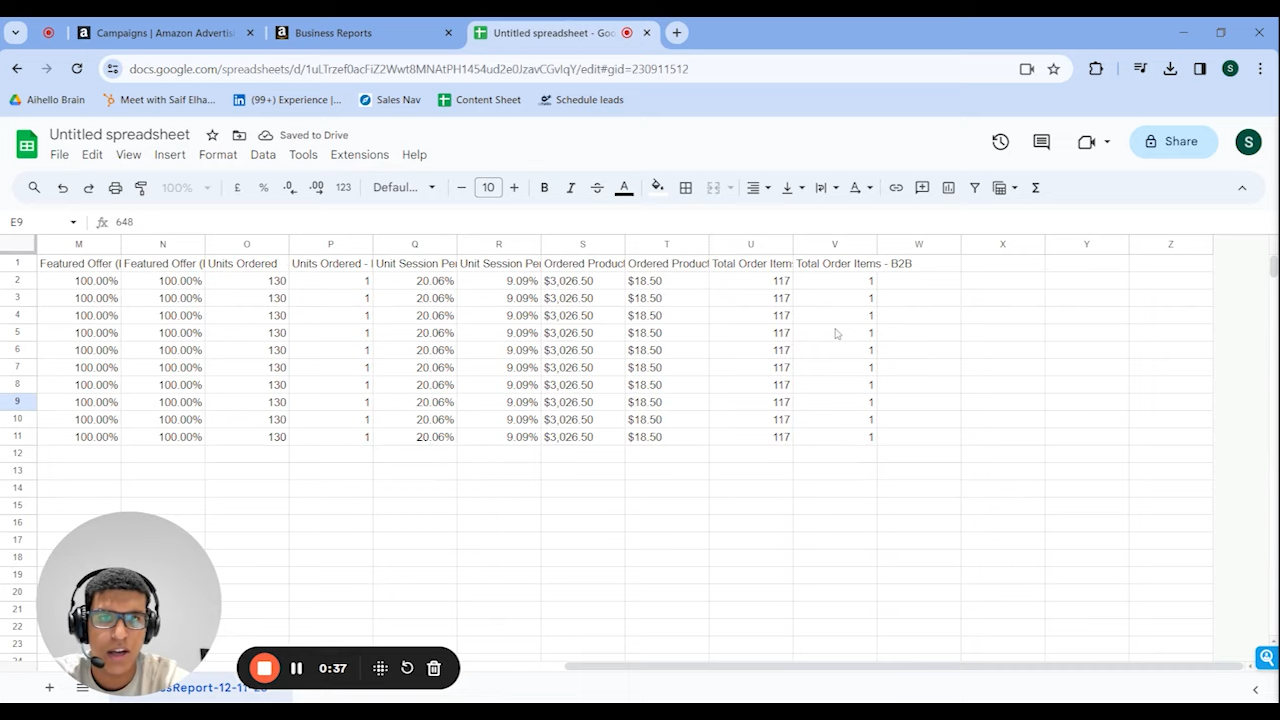 Campaigns | Amazon Advertisi
Business Reports
Untitled spreadsheet - Goo
docs.google.com/spreadsheets/d/1uLTrzef0acFiZ2Wwt8MNAtPH1454ud2e0JzavCGvIqY/edit#gid=230911512
Aihello Brain
Meet with Saif Elha...
(99+) Experience |...
Sales Nav
Content Sheet
Schedule leads
S
Untitled spreadsheet
Saved to Drive
File Edit View Insert Format Data Tools Extensions Help
Share
S
100% £ % .0 .00 123 Defaul... 10 B I A Σ
E9 fx 648
M N O P Q R S T U V W X Y Z
1 Featured Offer ( Featured Offer ( Units Ordered Units Ordered - Unit Session Per Unit Session Per Ordered Product Ordered Product Total Order Items Total Order Items - B2B
2 100.00% 100.00% 130 1 20.06% 9.09% $3,026.50 $18.50 117 1
3 100.00% 100.00% 130 1 20.06% 9.09% $3,026.50 $18.50 117 1
4 100.00% 100.00% 130 1 20.06% 9.09% $3,026.50 $18.50 117 1
5 100.00% 100.00% 130 1 20.06% 9.09% $3,026.50 $18.50 117 1
6 100.00% 100.00% 130 1 20.06% 9.09% $3,026.50 $18.50 117 1
7 100.00% 100.00% 130 1 20.06% 9.09% $3,026.50 $18.50 117 1
8 100.00% 100.00% 130 1 20.06% 9.09% $3,026.50 $18.50 117 1
9 100.00% 100.00% 130 1 20.06% 9.09% $3,026.50 $18.50 117 1
10 100.00% 100.00% 130 1 20.06% 9.09% $3,026.50 $18.50 117 1
11 100.00% 100.00% 130 1 20.06% 9.09% $3,026.50 $18.50 117 1
12
13
14
15
16
17
18
19
20
21
22
23
0:37
sReport-12-11-23